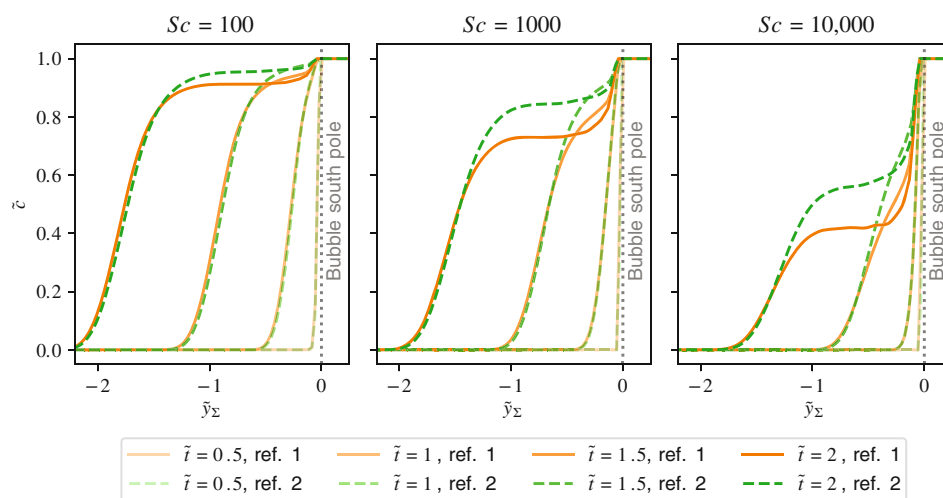 Sc = 100
Sc = 1000
Sc = 10,000
c̃
1.0
0.8
0.6
0.4
0.2
0.0
Bubble south pole
Bubble south pole
Bubble south pole
−2 −1 0
−2 −1 0
−2 −1 0
ỹΣ
ỹΣ
ỹΣ
t̃ = 0.5, ref. 1 t̃ = 1 , ref. 1 t̃ = 1.5, ref. 1 t̃ = 2 , ref. 1
t̃ = 0.5, ref. 2 t̃ = 1 , ref. 2 t̃ = 1.5, ref. 2 t̃ = 2 , ref. 2